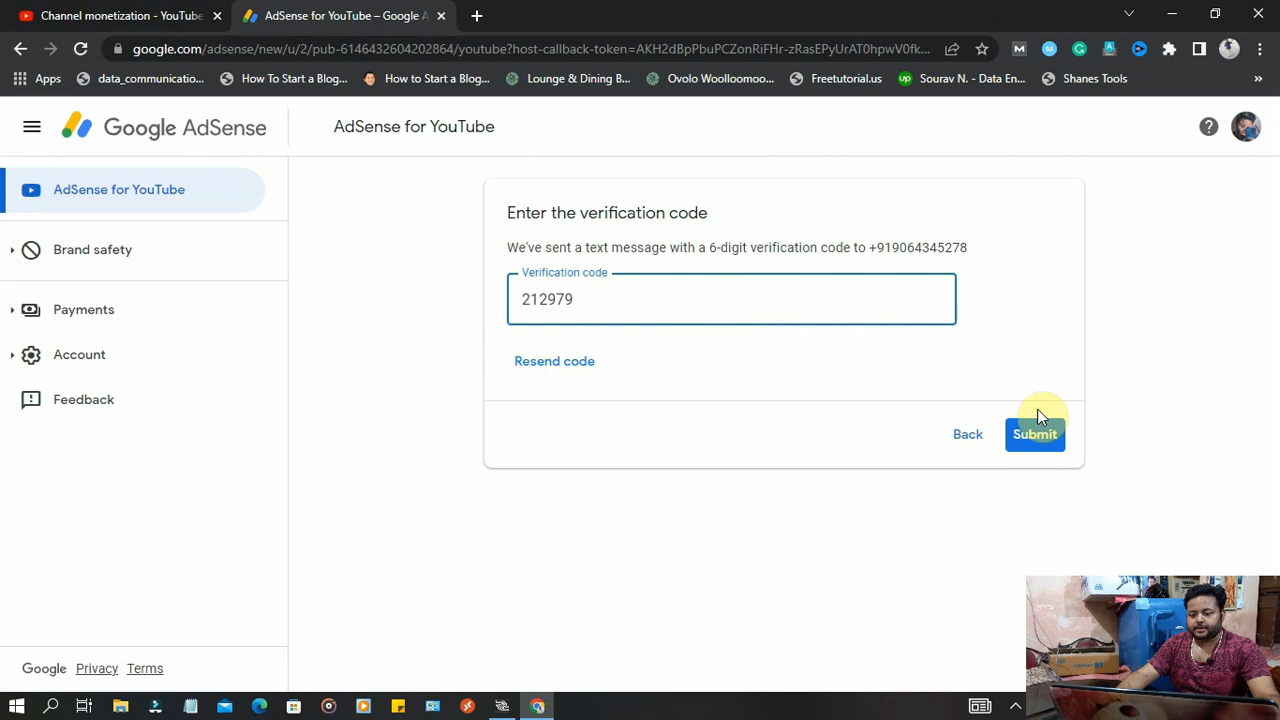 Channel monetization - YouTube
AdSense for YouTube – Google A
google.com/adsense/new/u/2/pub-6146432604202864/youtube?host-callback-token=AKH2dBpPbuPCZonRiFHr-zRasEPyUrAT0hpwV0fk...
Apps
data_communicatio...
How To Start a Blog...
How to Start a Blog...
Lounge & Dining B...
Ovolo Woolloomoo...
Freetutorial.us
Sourav N. - Data En...
Shanes Tools
Google AdSense
AdSense for YouTube
AdSense for YouTube
Brand safety
Payments
Account
Feedback
Enter the verification code
We've sent a text message with a 6-digit verification code to +919064345278
Verification code
212979
Resend code
Back
Submit
Google
Privacy
Terms